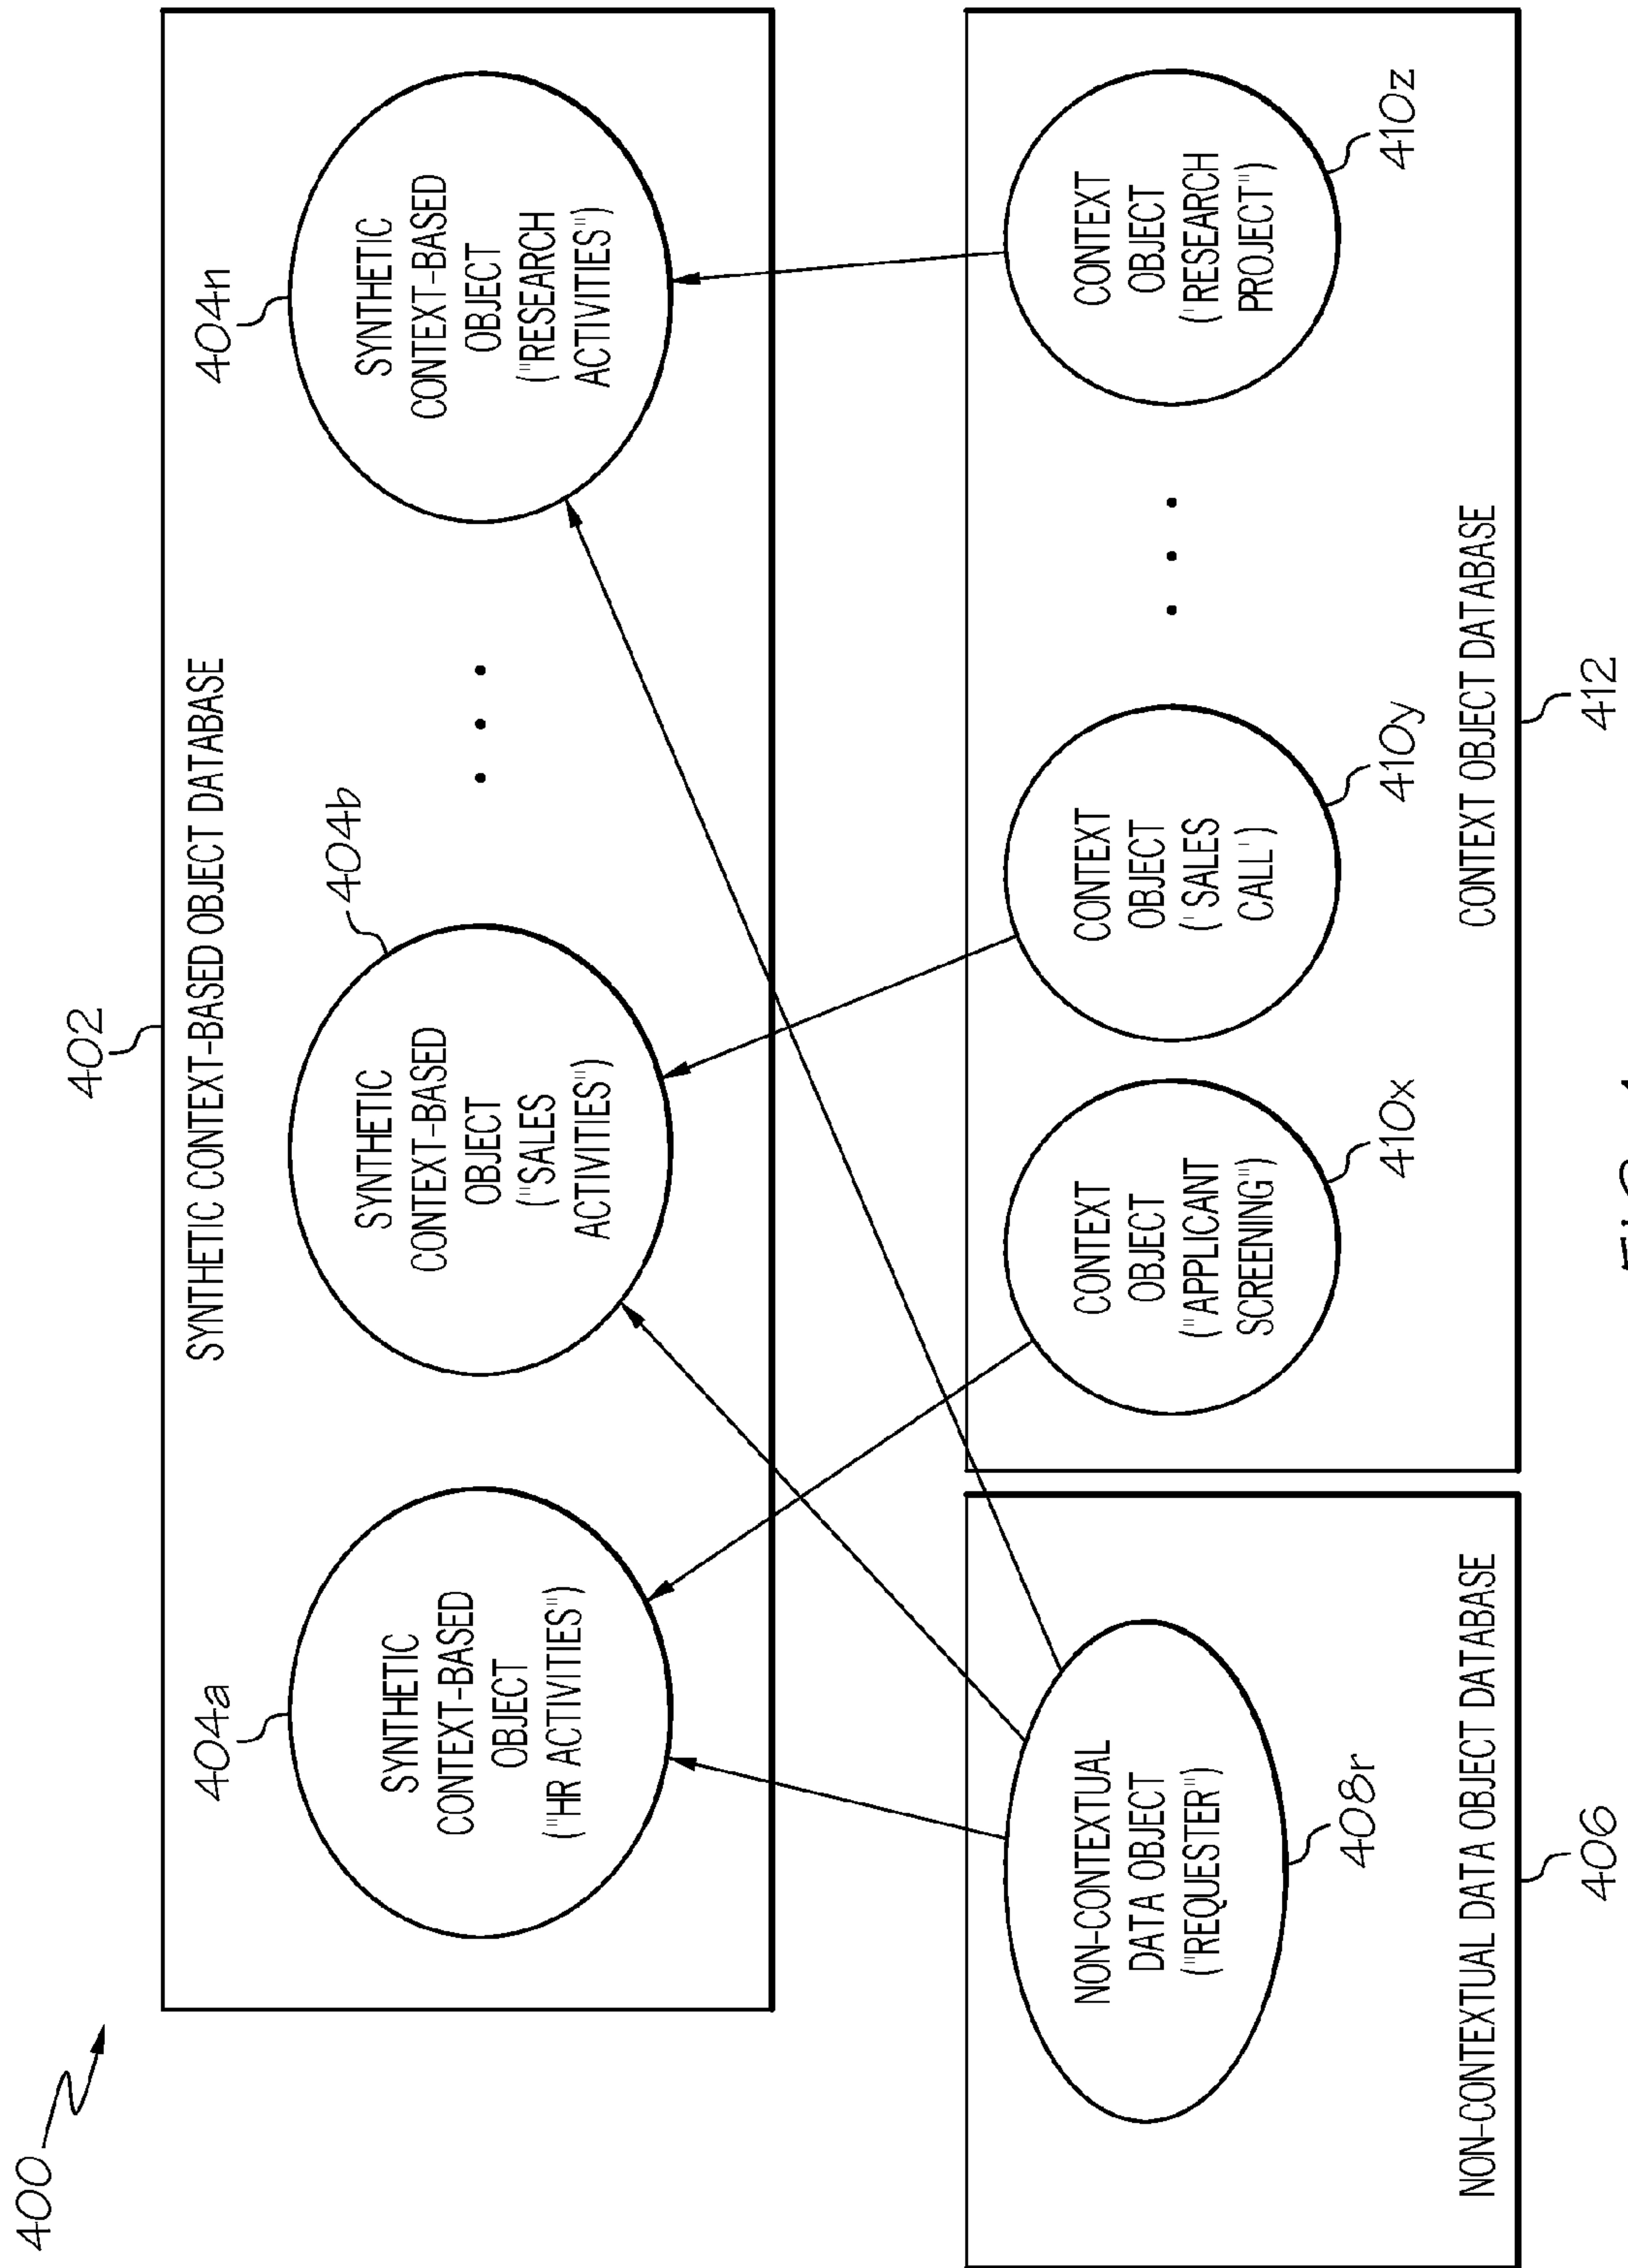 400
402
SYNTHETIC CONTEXT-BASED OBJECT DATABASE
404a
SYNTHETIC
CONTEXT-BASED
OBJECT
("HR ACTIVITIES")
404b
SYNTHETIC
CONTEXT-BASED
OBJECT
("SALES
ACTIVITIES")
. . .
404n
SYNTHETIC
CONTEXT-BASED
OBJECT
("RESEARCH
ACTIVITIES")
NON-CONTEXTUAL
DATA OBJECT
("REQUESTER")
408r
NON-CONTEXTUAL DATA OBJECT DATABASE
406
CONTEXT
OBJECT
("APPLICANT
SCREENING")
410x
CONTEXT
OBJECT
('SALES
CALL')
410y
. . .
CONTEXT
OBJECT
('RESEARCH
PROJECT")
410z
CONTEXT OBJECT DATABASE
412